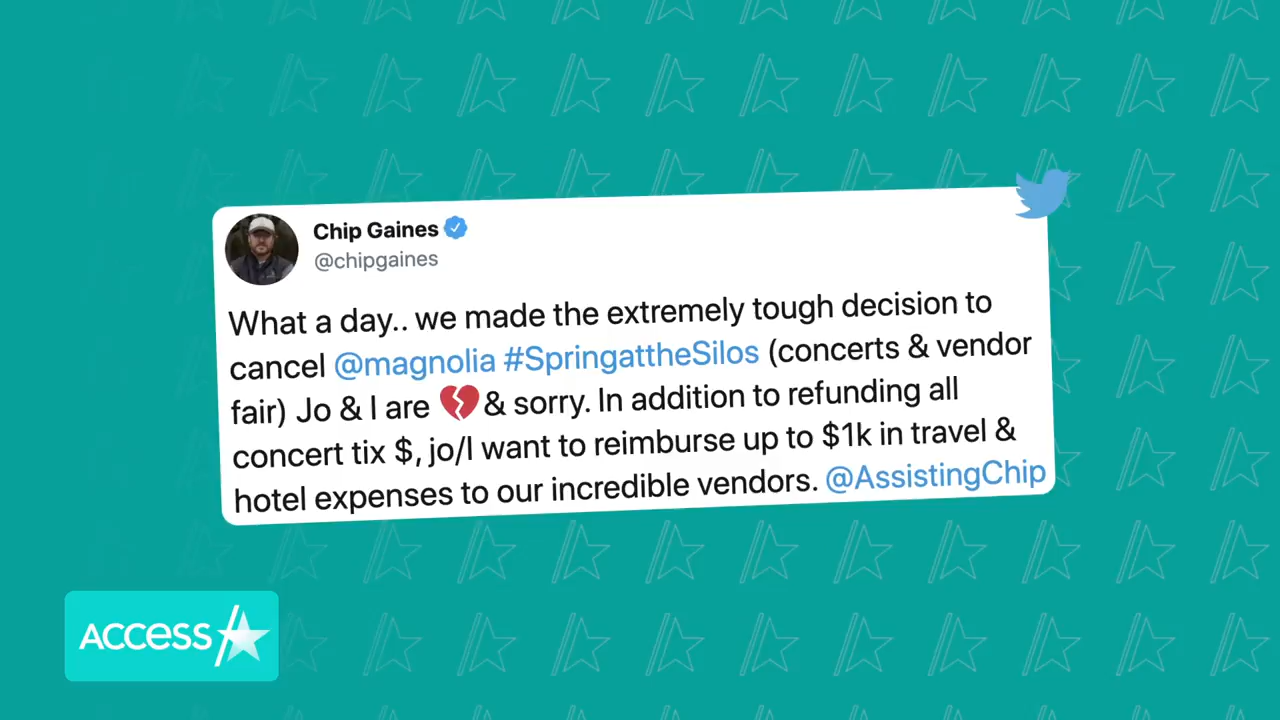 Chip Gaines
@chipgaines
What a day.. we made the extremely tough decision to
cancel @magnolia #SpringattheSilos (concerts & vendor
fair) Jo & I are 💔 & sorry. In addition to refunding all
concert tix $, jo/I want to reimburse up to $1k in travel &
hotel expenses to our incredible vendors. @AssistingChip
ACCESS